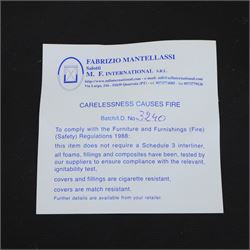 FABRIZIO MANTELLASSI
Salotti
M. F. INTERNATIONAL S.R.L.
CARELESSNESS CAUSES FIRE
Batch/I.D. No 3240
To comply with the Furniture and Furnishings (Fire)
(Safety) Regulations 1988:
this item does not require a Schedule 3 interliner,
all foams, fillings and composites have been, tested by
our suppliers to ensure compliance with the relevant,
ignitability test,
covers and fillings are cigarette resistant,
covers are match resistant.
Further details are available from your retailer.